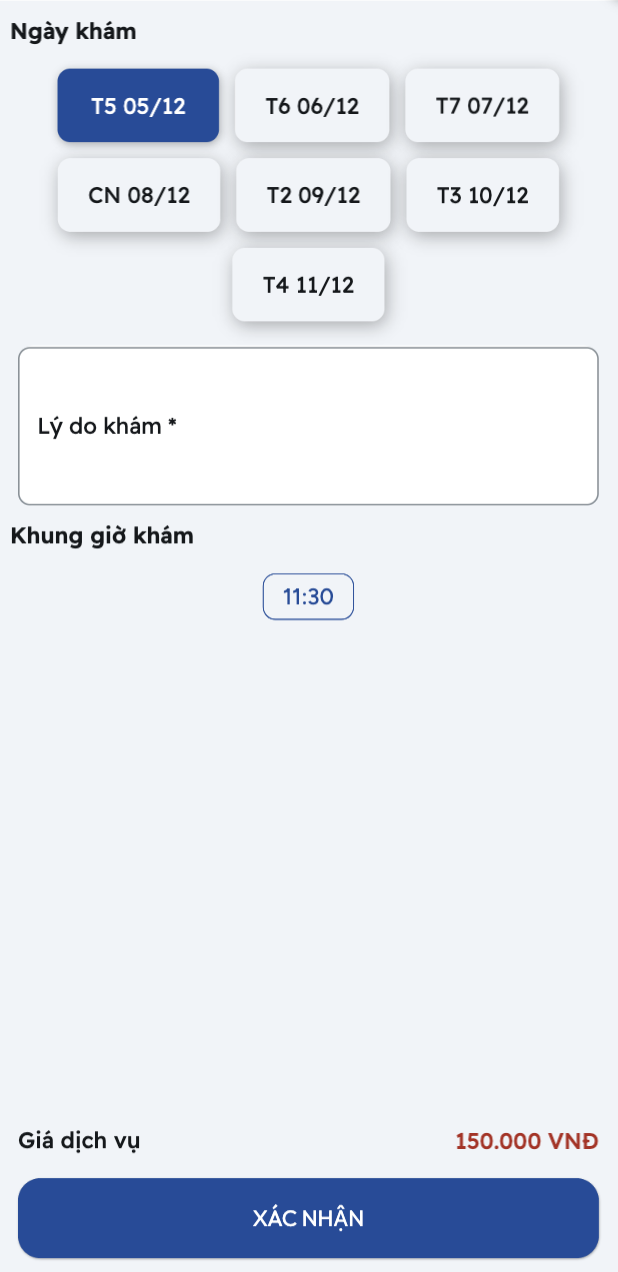 Ngày khám
T5 05/12
T6 06/12
T7 07/12
CN 08/12
T2 09/12
T3 10/12
T4 11/12
Lý do khám *
Khung giờ khám
11:30
Giá dịch vụ
150.000 VNĐ
XÁC NHẬN